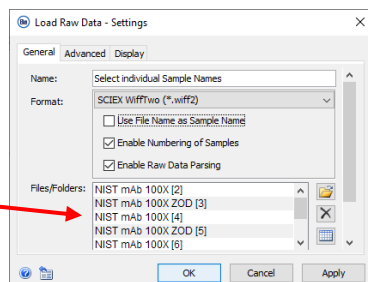 Be Load Raw Data - Settings
General Advanced Display
Name: Select individual Sample Names
Format: SCIEX WiffTwo (*.wiff2)
Use File Name as Sample Name
Enable Numbering of Samples
Enable Raw Data Parsing
Files/Folders: NIST mAb 100X [2]
NIST mAb 100X ZOD [3]
NIST mAb 100X [4]
NIST mAb 100X ZOD [5]
NIST mAb 100X [6]
OK Cancel Apply